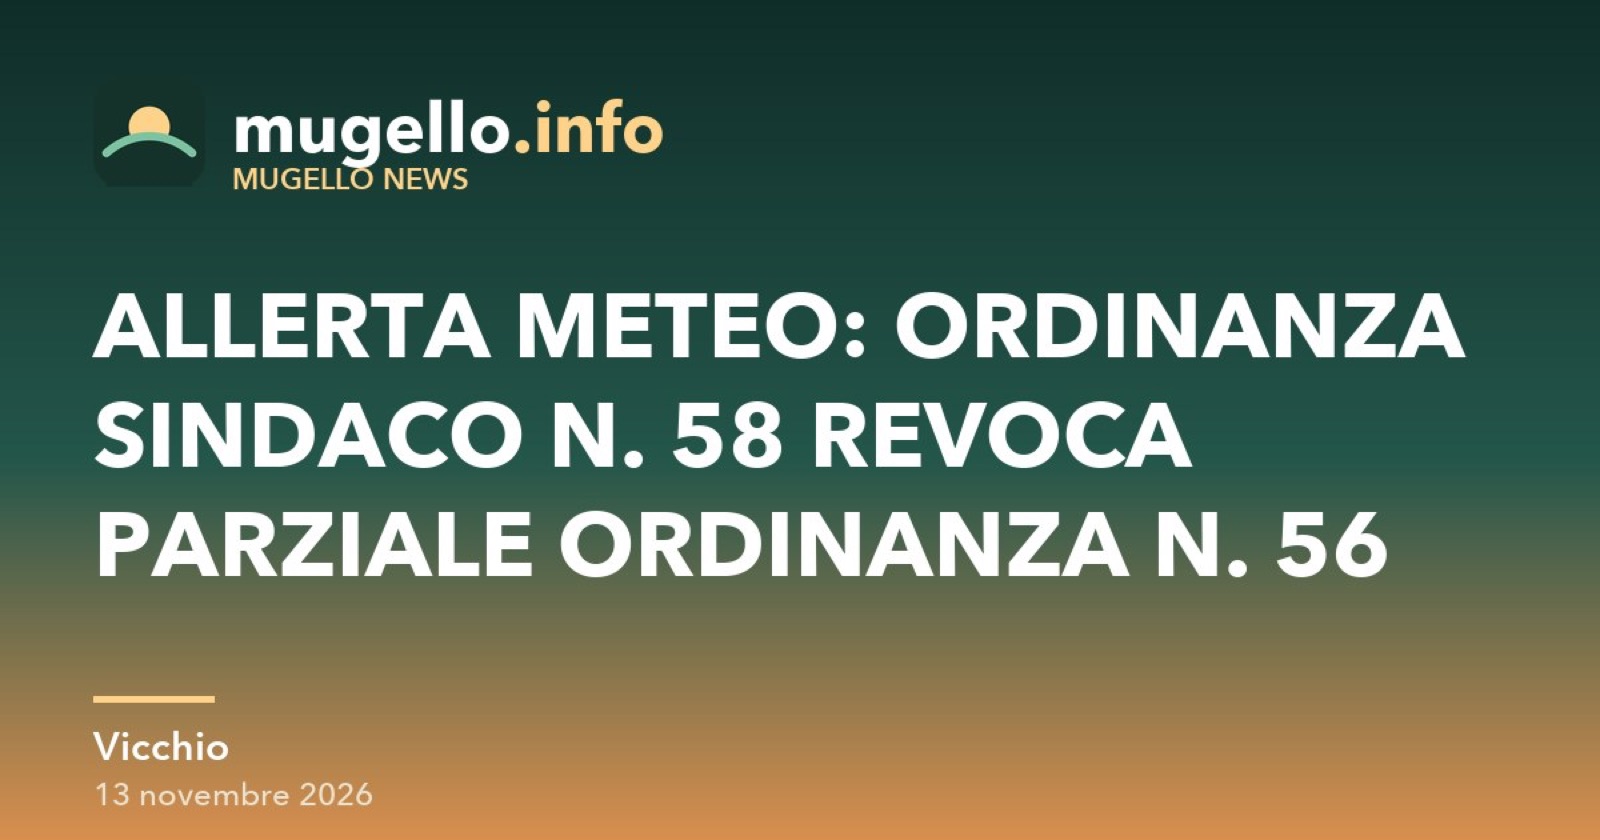 mugello.info
MUGELLO NEWS
ALLERTA METEO: ORDINANZA
SINDACO N. 58 REVOCA
PARZIALE ORDINANZA N. 56
Vicchio
13 novembre 2026